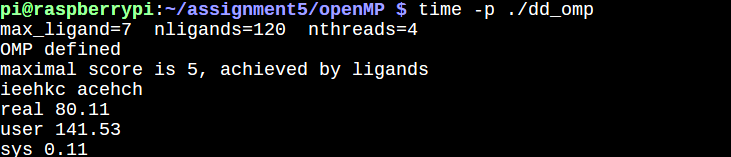 pi@raspberrypi:~/assignment5/openMP $ time -p ./dd_omp
max_ligand=7  nligands=120  nthreads=4
OMP defined
maximal score is 5, achieved by ligands
ieehkc acehch
real 80.11
user 141.53
sys 0.11